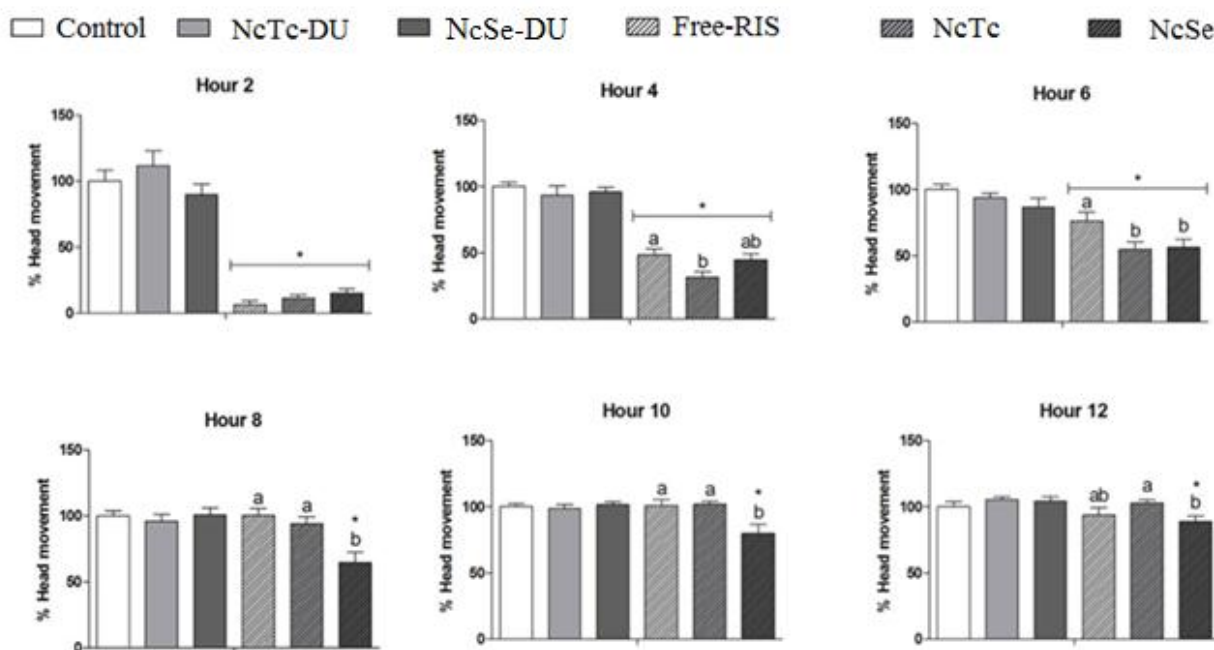 Control NcTc-DU NcSe-DU Free-RIS NcTc NcSe
Hour 2
% Head movement
150
100
50
0
*
Hour 4
% Head movement
150
100
50
0
*
a
b
ab
Hour 6
% Head movement
150
100
50
0
*
a
b
b
Hour 8
% Head movement
150
100
50
0
a
a
*
b
Hour 10
% Head movement
150
100
50
0
a
a
*
b
Hour 12
% Head movement
150
100
50
0
ab
a
*
b